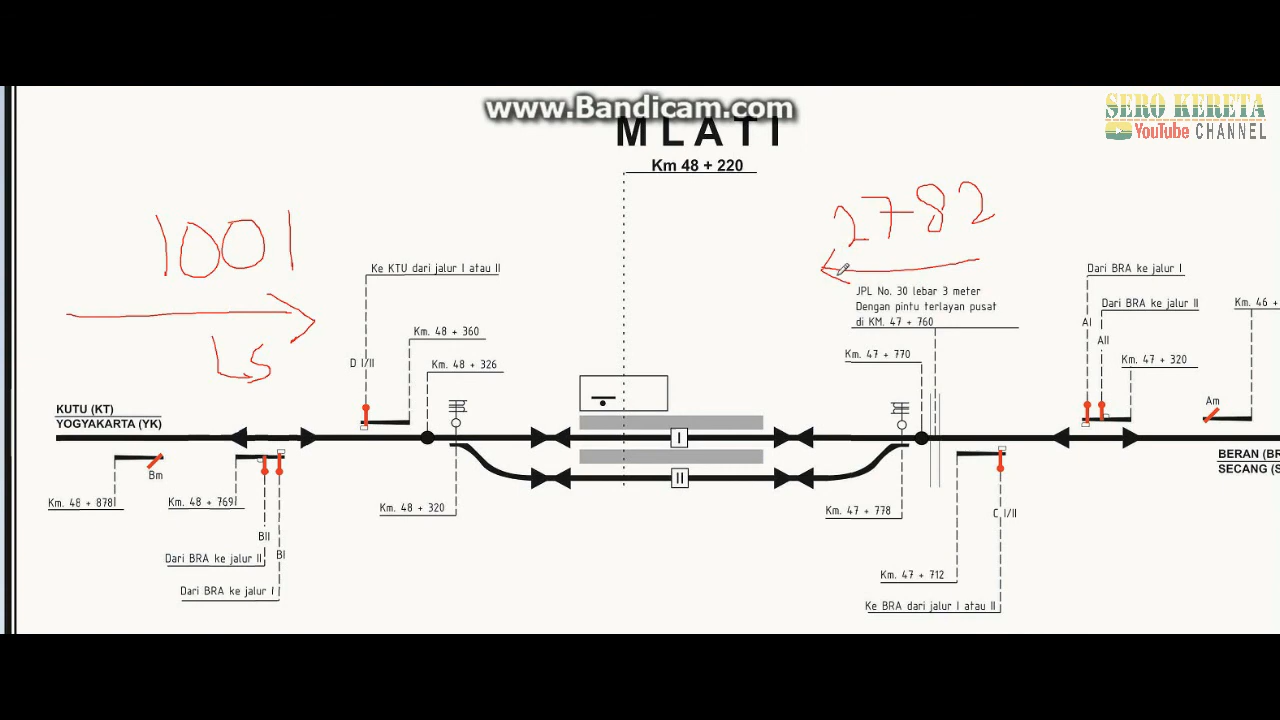 www.Bandicam.com
SERO KERETA
YouTube CHANNEL
MLATI
Km 48 + 220
1001
LS
2782
Ke KTU dari jalur I atau II
JPL No. 30 lebar 3 meter
Dengan pintu terlayan pusat
di KM. 47 + 760
Dari BRA ke jalur I
Dari BRA ke jalur II
Km. 46 +
AI
AII
Km. 48 + 360
Km. 48 + 326
D I/II
Km. 47 + 770
Km. 47 + 320
Am
KUTU (KT)
YOGYAKARTA (YK)
I
II
BERAN (BR
SECANG (S
Bm
Km. 48 + 878
Km. 48 + 769
Km. 48 + 320
Km. 47 + 778
C I/II
BII
BI
Dari BRA ke jalur II
Dari BRA ke jalur I
Km. 47 + 712
Ke BRA dari jalur I atau II